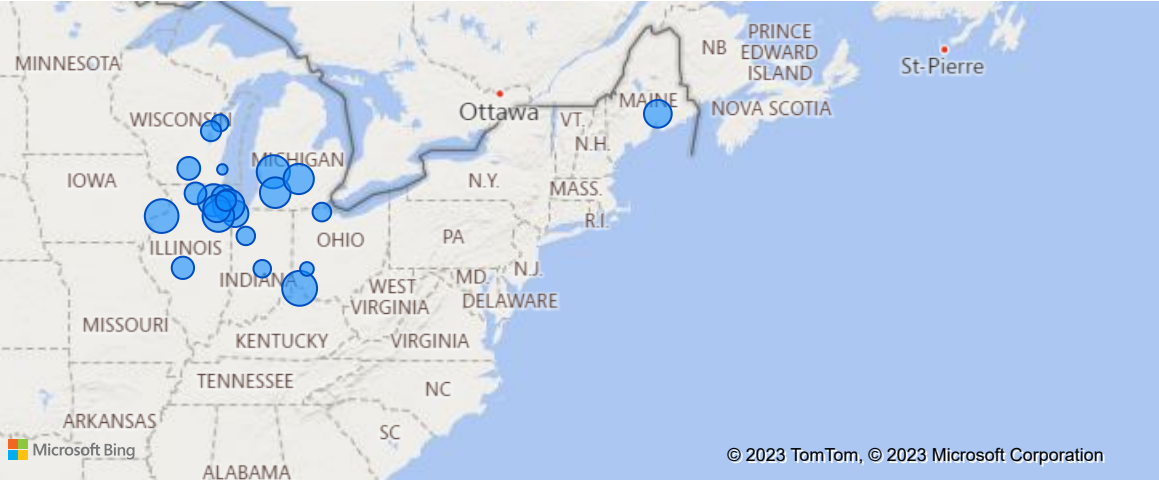 PRINCE
EDWARD
ISLAND
NB
MINNESOTA
St-Pierre
MAINE
NOVA SCOTIA
Ottawa
WISCONSIN
VT.
N.H.
MICHIGAN
IOWA
N.Y.
MASS.
R.I.
ILLINOIS
OHIO
PA
INDIANA
MD.
N.J.
WEST
VIRGINIA
DELAWARE
MISSOURI
KENTUCKY
VIRGINIA
TENNESSEE
NC
ARKANSAS
SC
Microsoft Bing
© 2023 TomTom, © 2023 Microsoft Corporation
ALABAMA